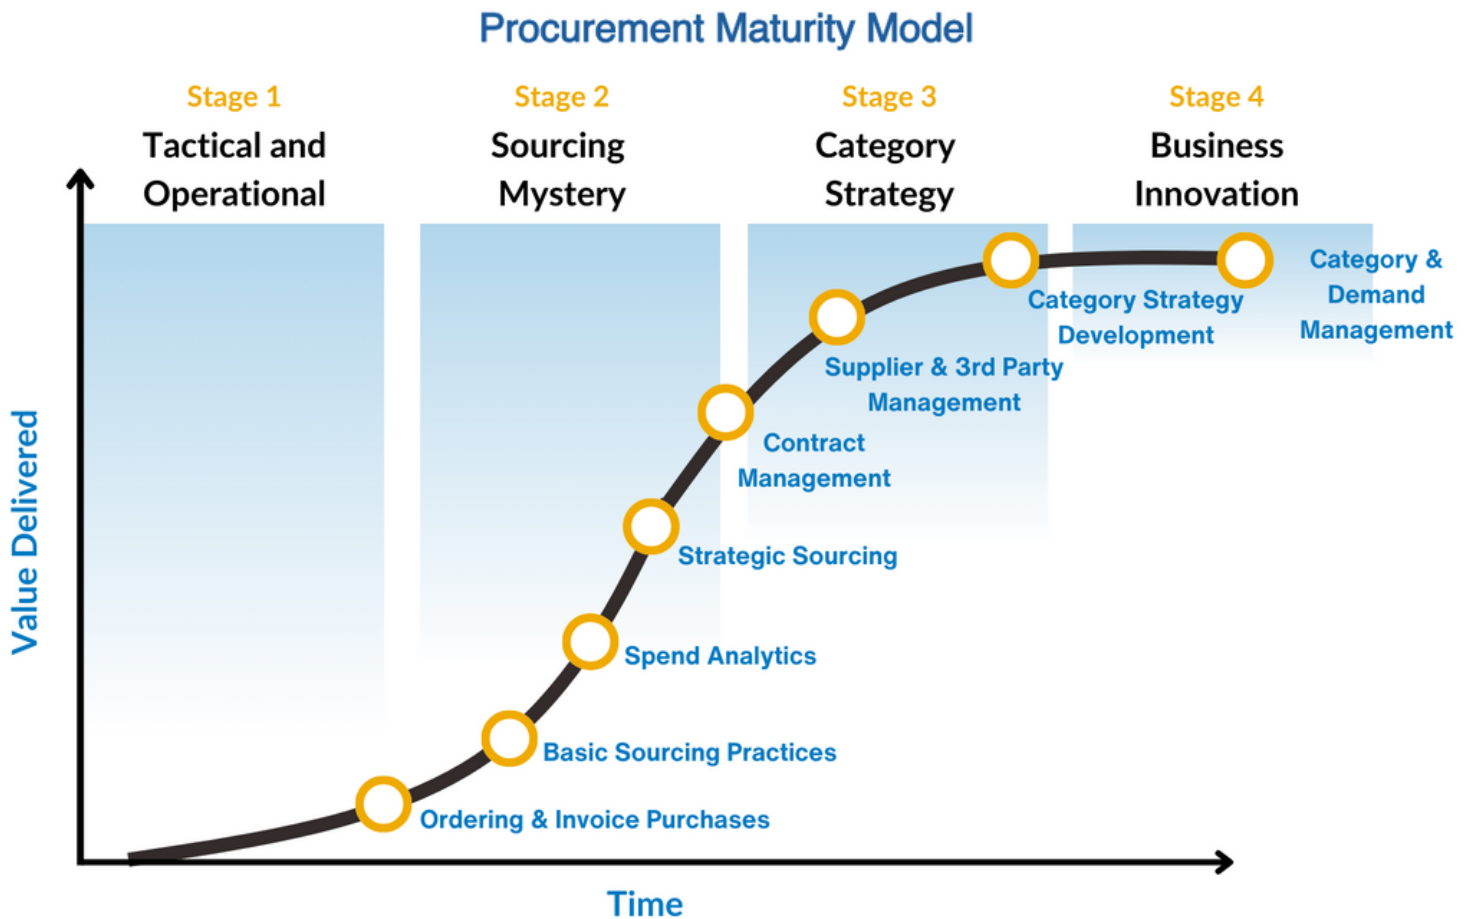 Procurement Maturity Model
Stage 1
Tactical and
Operational
Stage 2
Sourcing
Mystery
Stage 3
Category
Strategy
Stage 4
Business
Innovation
Category &
Demand
Management
Category Strategy
Development
Supplier & 3rd Party
Management
Contract
Management
Strategic Sourcing
Spend Analytics
Basic Sourcing Practices
Ordering & Invoice Purchases
Value Delivered
Time